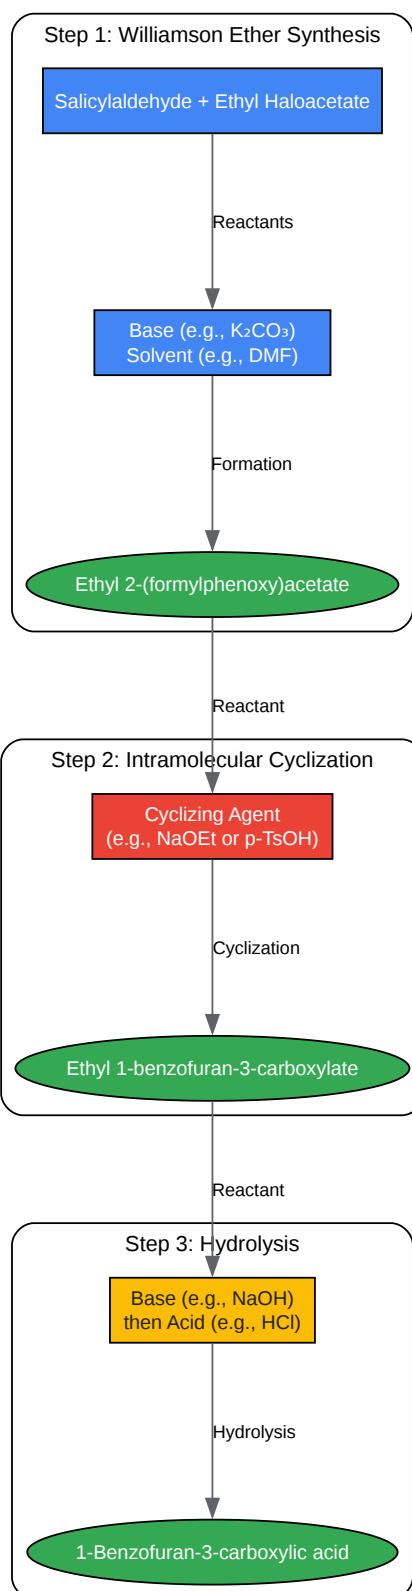 Step 1: Williamson Ether Synthesis
Salicylaldehyde + Ethyl Haloacetate
Reactants
Base (e.g., K₂CO₃)
Solvent (e.g., DMF)
Formation
Ethyl 2-(formylphenoxy)acetate
Reactant
Step 2: Intramolecular Cyclization
Cyclizing Agent
(e.g., NaOEt or p-TsOH)
Cyclization
Ethyl 1-benzofuran-3-carboxylate
Reactant
Step 3: Hydrolysis
Base (e.g., NaOH)
then Acid (e.g., HCl)
Hydrolysis
1-Benzofuran-3-carboxylic acid